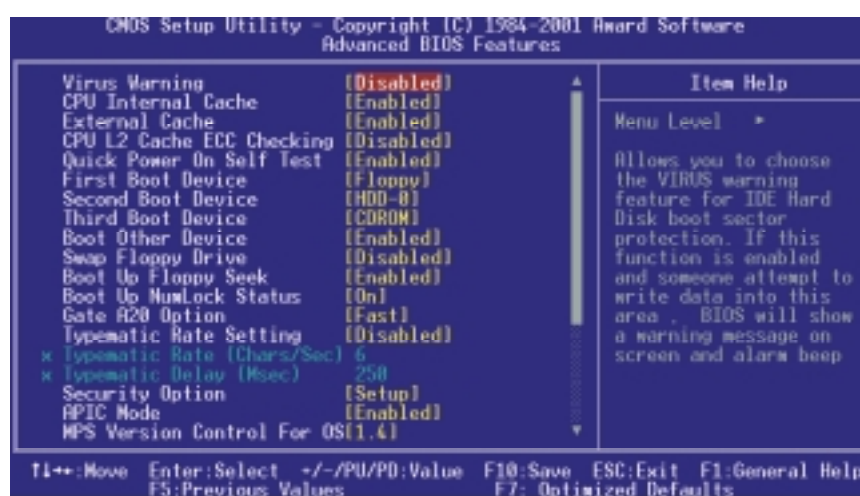 CMOS Setup Utility - Copyright (C) 1984-2001 Award Software
Advanced BIOS Features
Virus Warning [Disabled]
CPU Internal Cache [Enabled]
External Cache [Enabled]
CPU L2 Cache ECC Checking [Disabled]
Quick Power On Self Test [Enabled]
First Boot Device [Floppy]
Second Boot Device [HDD-0]
Third Boot Device [CDROM]
Boot Other Device [Enabled]
Swap Floppy Drive [Disabled]
Boot Up Floppy Seek [Enabled]
Boot Up NumLock Status [On]
Gate A20 Option [Fast]
Typematic Rate Setting [Disabled]
x Typematic Rate (Chars/Sec) 6
x Typematic Delay (Msec) 250
Security Option [Setup]
APIC Mode [Enabled]
MPS Version Control For OS[1.4]
Item Help
Menu Level ►
Allows you to choose
the VIRUS warning
feature for IDE Hard
Disk boot sector
protection. If this
function is enabled
and someone attempt to
write data into this
area , BIOS will show
a warning message on
screen and alarm beep
↑↓→←:Move Enter:Select +/-/PU/PD:Value F10:Save ESC:Exit F1:General Help
F5:Previous Values F7: Optimized Defaults